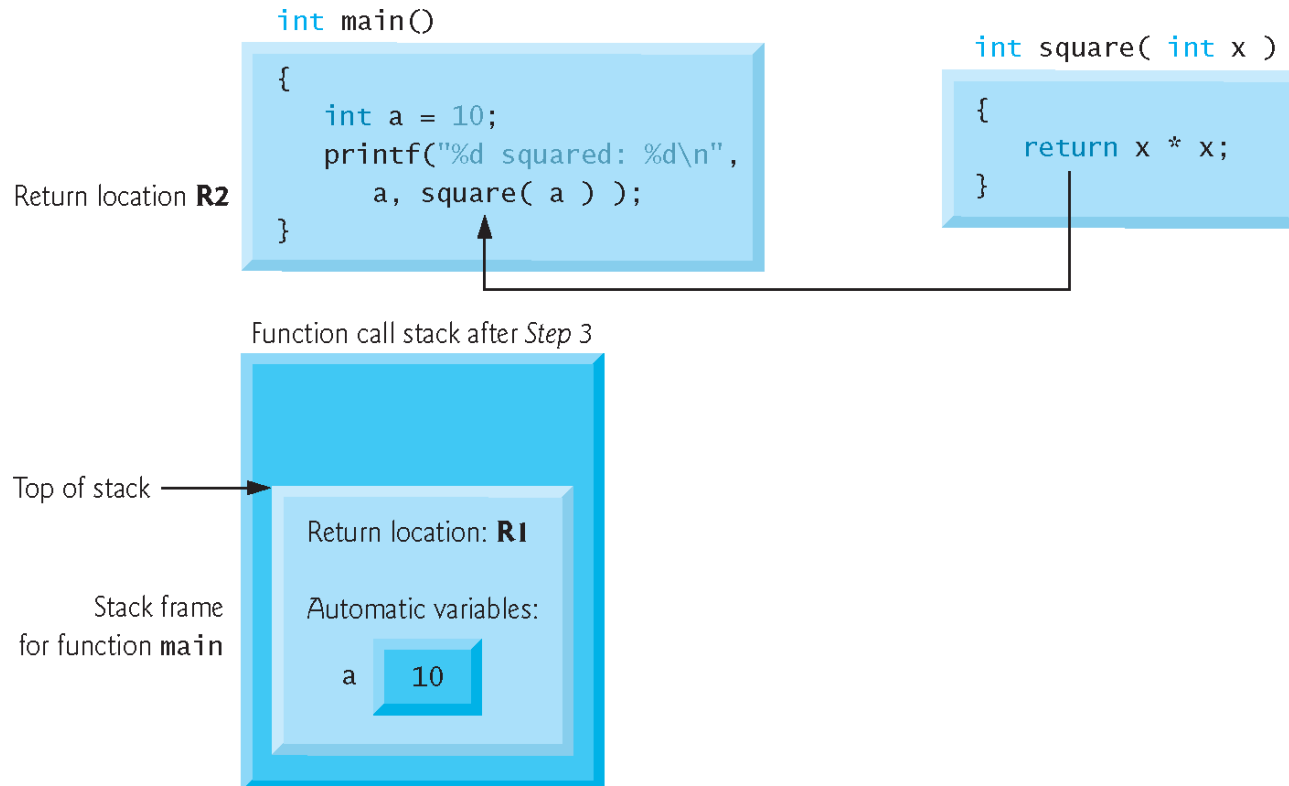 int main()
{
int a = 10;
printf("%d squared: %d\n",
a, square( a ) );
}
Return location R2
int square( int x )
{
return x * x;
}
Function call stack after Step 3
Top of stack
Return location: R1
Stack frame
for function main
Automatic variables:
a 10